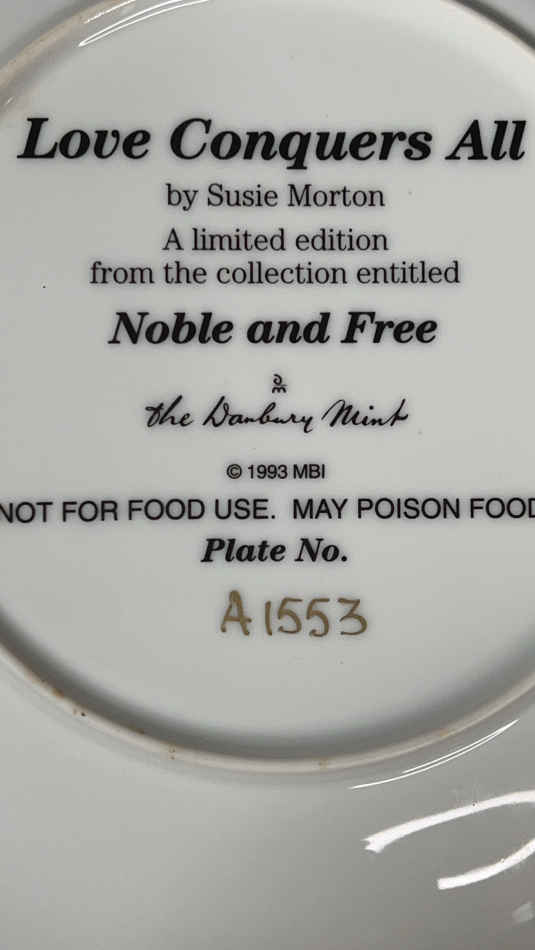 Love Conquers All
by Susie Morton
A limited edition
from the collection entitled
Noble and Free
the Danbury Mint
© 1993 MBI
NOT FOR FOOD USE. MAY POISON FOOD
Plate No.
A1553